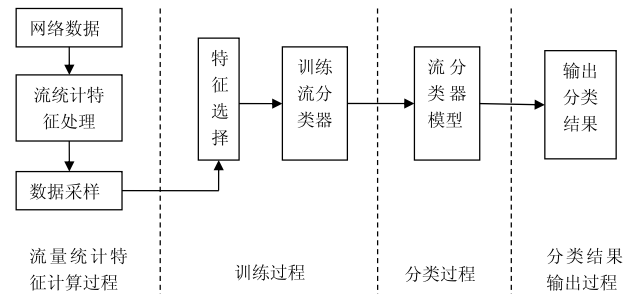 网络数据
流统计特
征处理
数据采样
特
征
选
择
训练
流分
类器
流 分
类 器
模型
输出
分类
结果
流量统计特
征计算过程
训练过程
分类过程
分类结果
输出过程